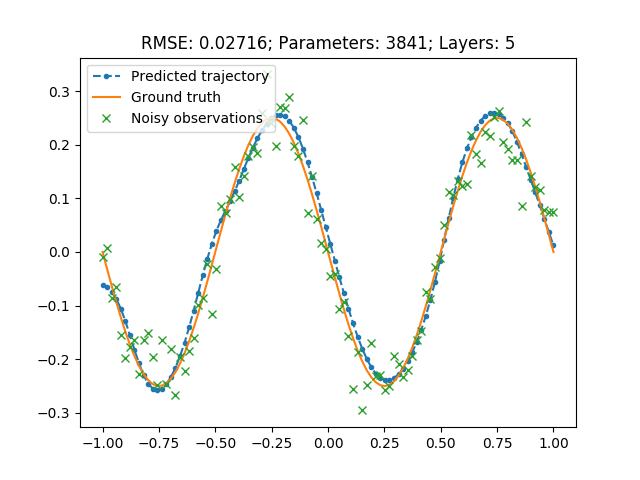 RMSE: 0.02716; Parameters: 3841; Layers: 5
Predicted trajectory
Ground truth
Noisy observations
0.3
0.2
0.1
0.0
−0.1
−0.2
−0.3
−1.00 −0.75 −0.50 −0.25 0.00 0.25 0.50 0.75 1.00